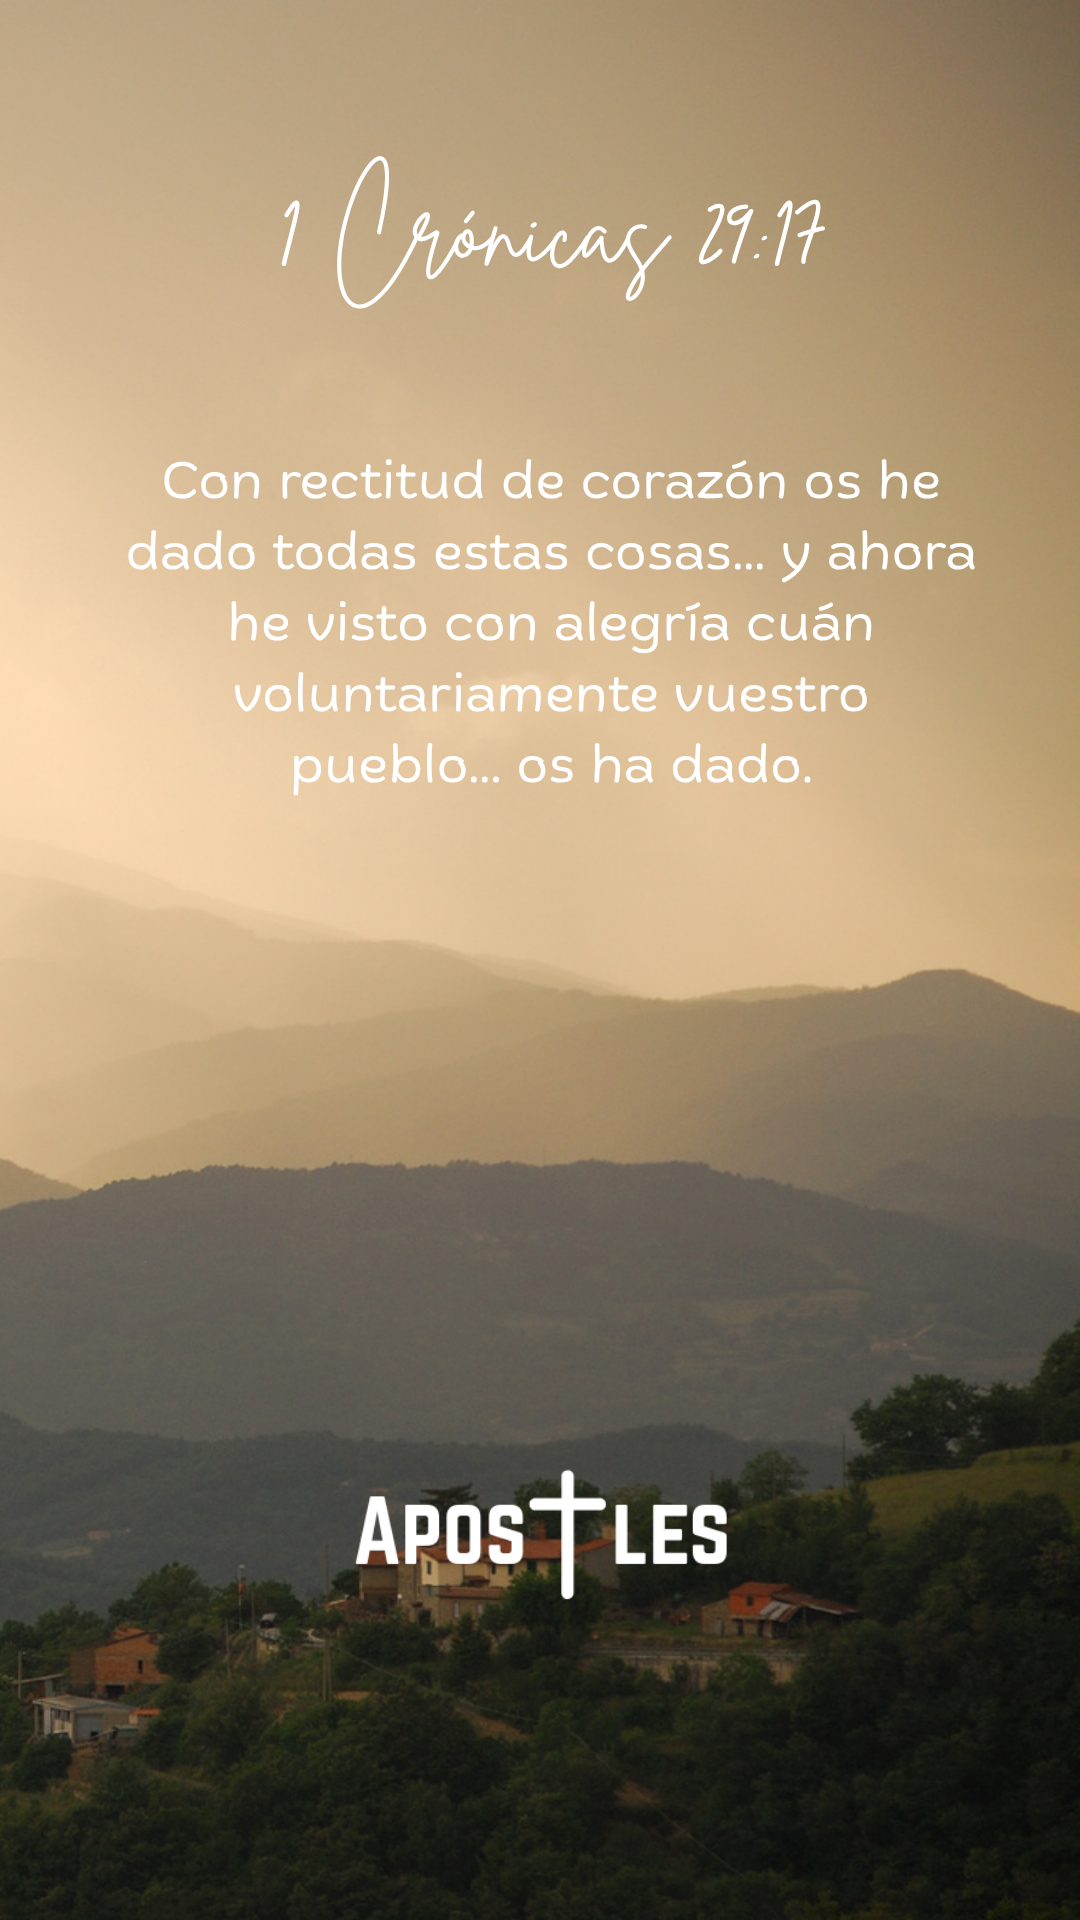 1 Crónicas 29:17
Con rectitud de corazón os he
dado todas estas cosas... y ahora
he visto con alegría cuán
voluntariamente vuestro
pueblo... os ha dado.
APOSTLES